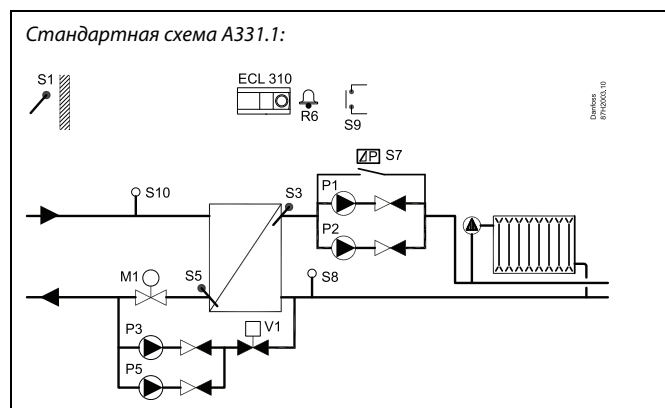 Стандартная схема A331.1:
S1
ECL 310
R6
S9
Danfoss
87H2003.10
S7
P
S10
S3
P1
P2
M1
S5
S8
V1
P3
P5